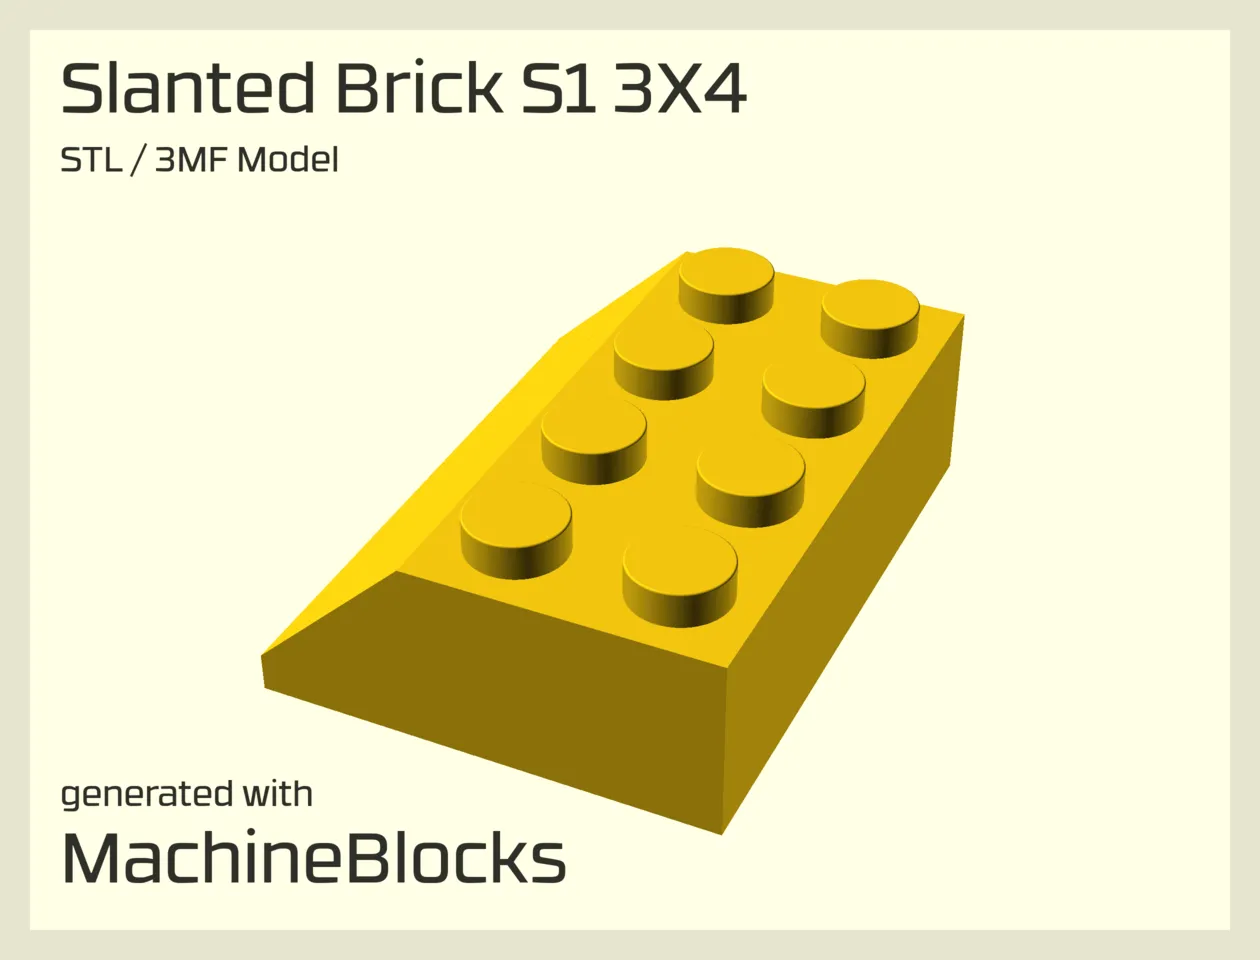 Slanted Brick S1 3X4
STL / 3MF Model
generated with
MachineBlocks